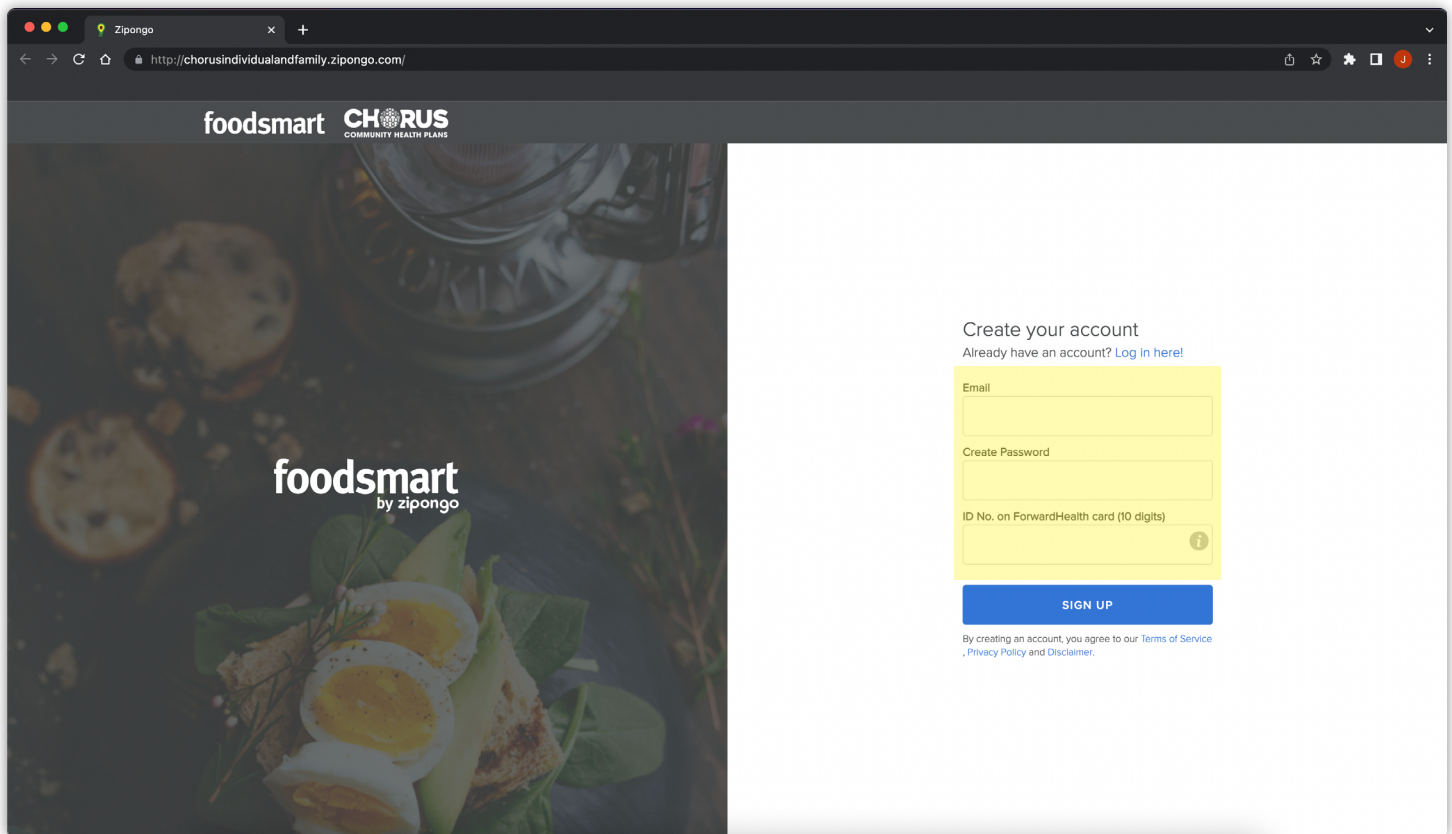 Zipongo
http://chorusindividualandfamily.zipongo.com/
J
foodsmart CHORUS
COMMUNITY HEALTH PLANS
foodsmart
by zipongo
Create your account
Already have an account? Log in here!
Email
Create Password
ID No. on ForwardHealth card (10 digits)
i
SIGN UP
By creating an account, you agree to our Terms of Service
, Privacy Policy and Disclaimer.